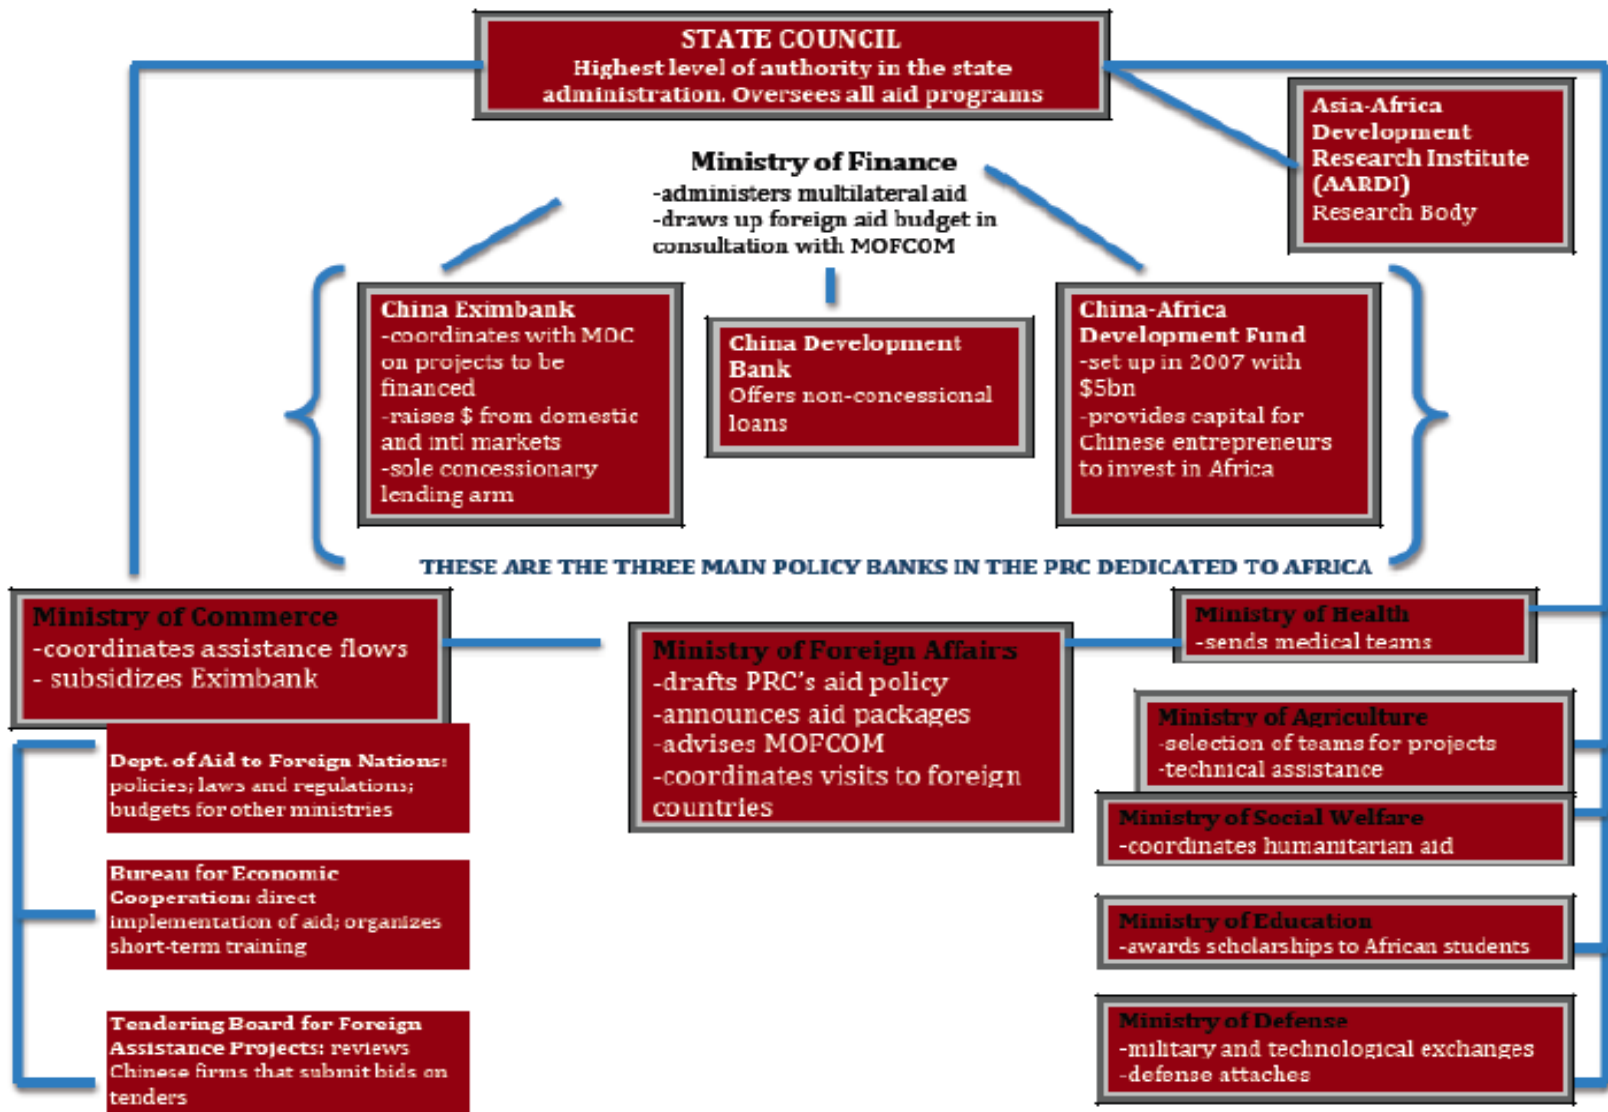 STATE COUNCIL
Highest level of authority in the state
administration. Oversees all aid programs
Asia-Africa
Development
Research Institute
(AARDI)
Research Body
Ministry of Finance
-administers multilateral aid
-draws up foreign aid budget in
consultation with MOFCOM
China Eximbank
-coordinates with MOC
on projects to be
financed
-raises $ from domestic
and intl markets
-sole concessionary
lending arm
China Development
Bank
Offers non-concessional
loans
China-Africa
Development Fund
-set up in 2007 with
$5bn
-provides capital for
Chinese entrepreneurs
to invest in Africa
THESE ARE THE THREE MAIN POLICY BANKS IN THE PRC DEDICATED TO AFRICA
Ministry of Commerce
-coordinates assistance flows
- subsidizes Eximbank
Dept. of Aid to Foreign Nations:
policies; laws and regulations;
budgets for other ministries
Bureau for Economic
Cooperation: direct
implementation of aid; organizes
short-term training
Tendering Board for Foreign
Assistance Projects: reviews
Chinese firms that submit bids on
tenders
Ministry of Foreign Affairs
-drafts PRC's aid policy
-announces aid packages
-advises MOFCOM
-coordinates visits to foreign
countries
Ministry of Health
-sends medical teams
Ministry of Agriculture
-selection of teams for projects
-technical assistance
Ministry of Social Welfare
-coordinates humanitarian aid
Ministry of Education
-awards scholarships to African students
Ministry of Defense
-military and technological exchanges
-defense attaches